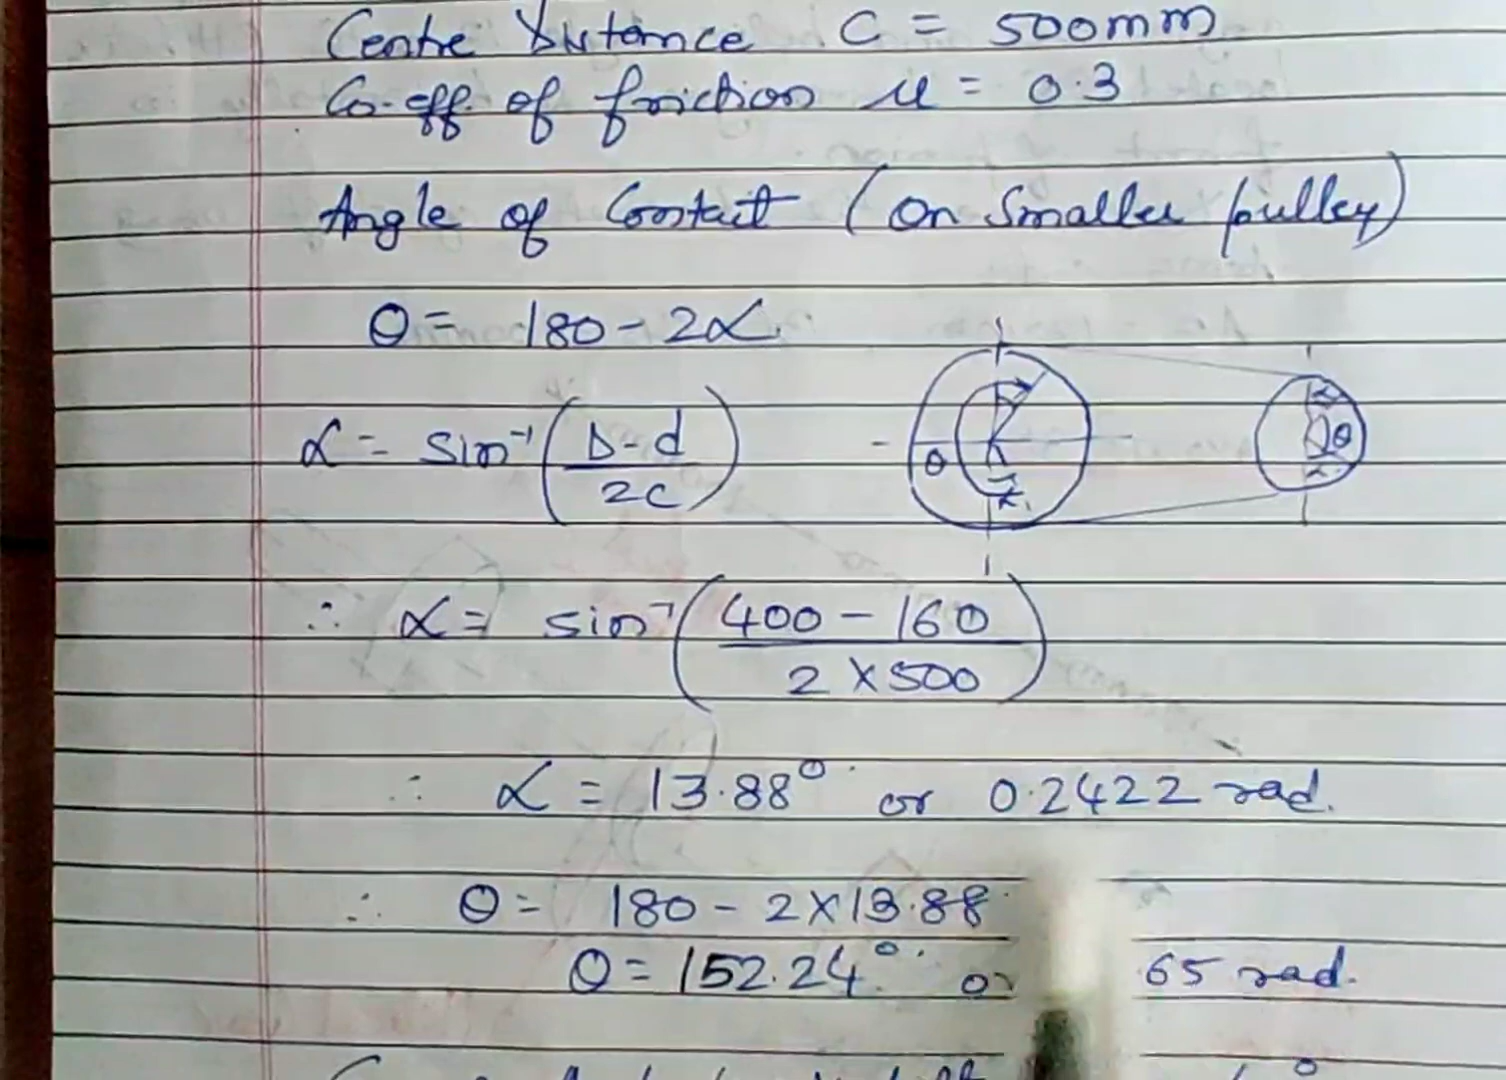 Centre Distance C = 500mm
Co-eff. of friction μ = 0.3
Angle of Contact (on Smaller pulley)
θ = 180 - 2α
α = sin⁻¹ (D-d / 2C)
θ
α
α
θ
α
∴ α = sin⁻¹ (400 - 160 / 2 × 500)
∴ α = 13.88° or 0.2422 rad.
∴ θ = 180 - 2×13.88
θ = 152.24° or 65 rad.